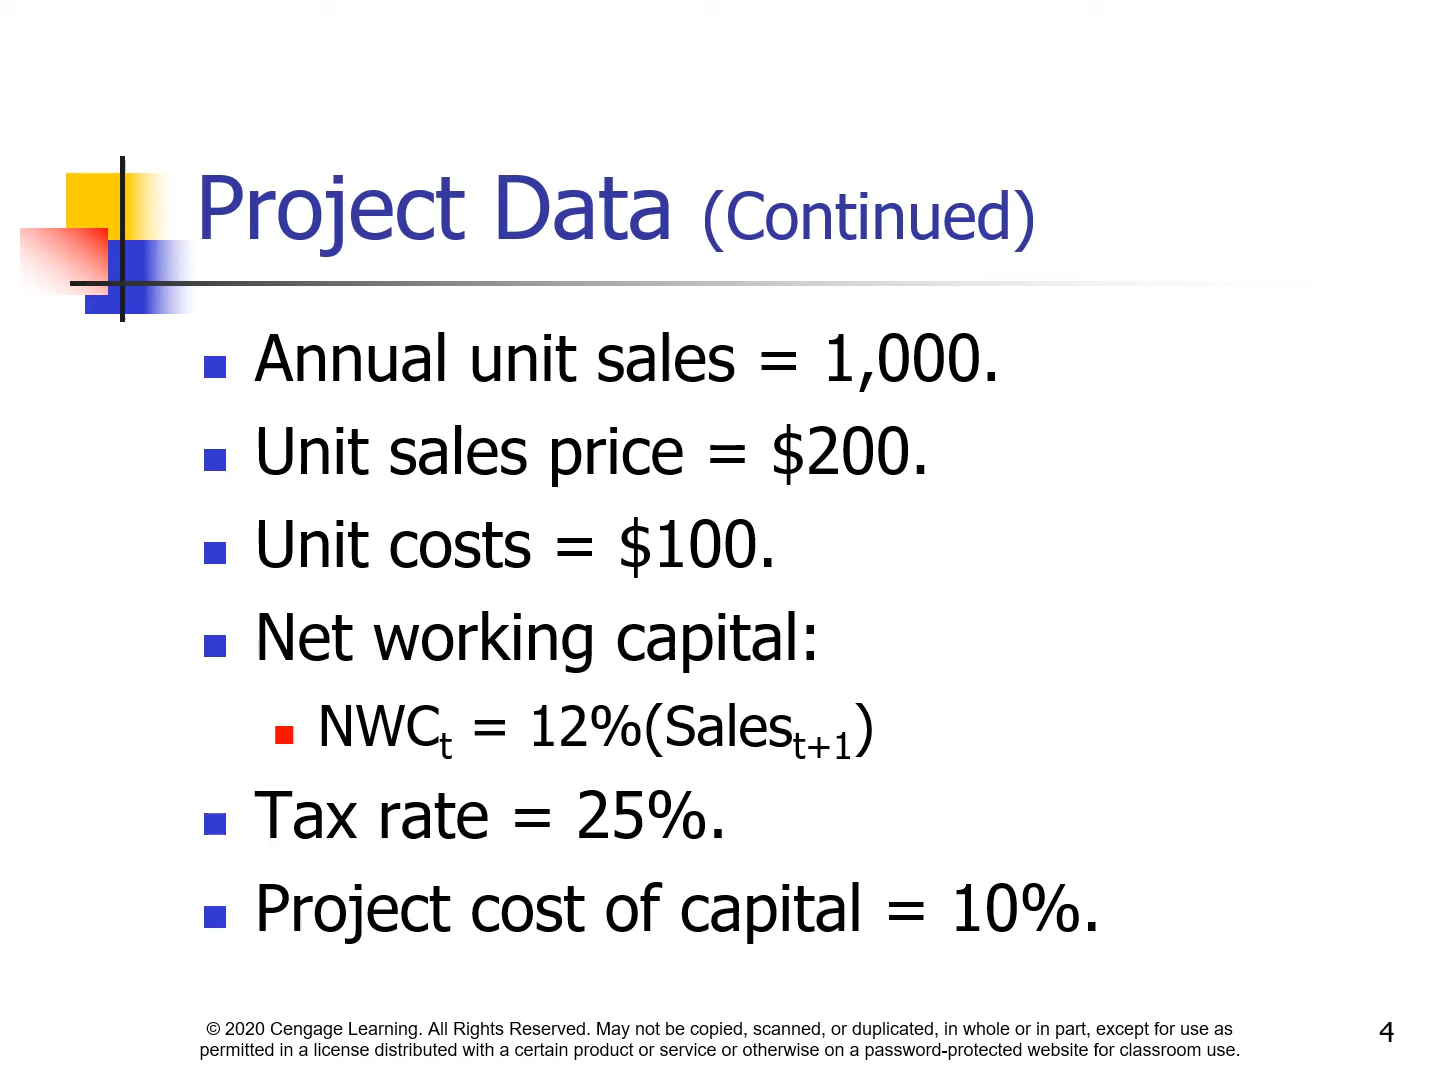 Project Data (Continued)
Annual unit sales = 1,000.
Unit sales price = $200.
Unit costs = $100.
Net working capital:
NWCt = 12%(Salest+1)
Tax rate = 25%.
Project cost of capital = 10%.
© 2020 Cengage Learning. All Rights Reserved. May not be copied, scanned, or duplicated, in whole or in part, except for use as
permitted in a license distributed with a certain product or service or otherwise on a password-protected website for classroom use.
4